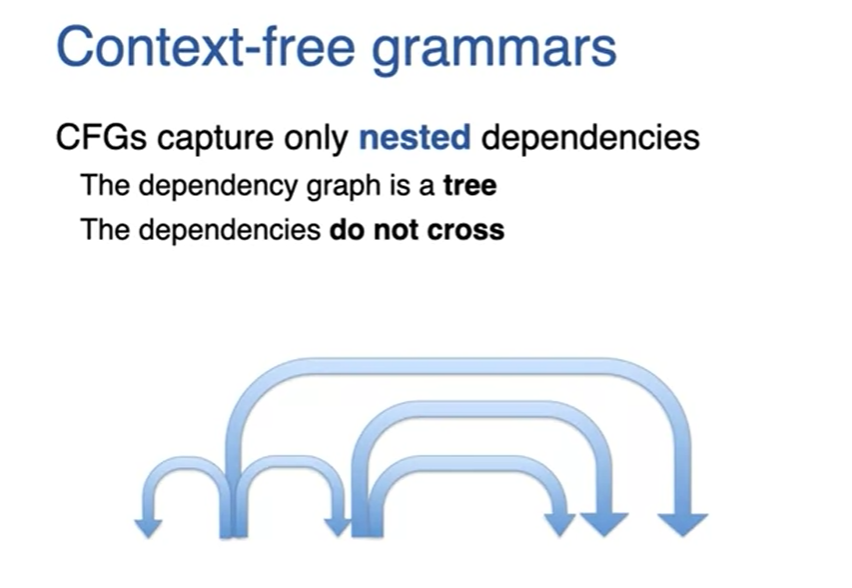 Context-free grammars
CFGs capture only nested dependencies
The dependency graph is a tree
The dependencies do not cross